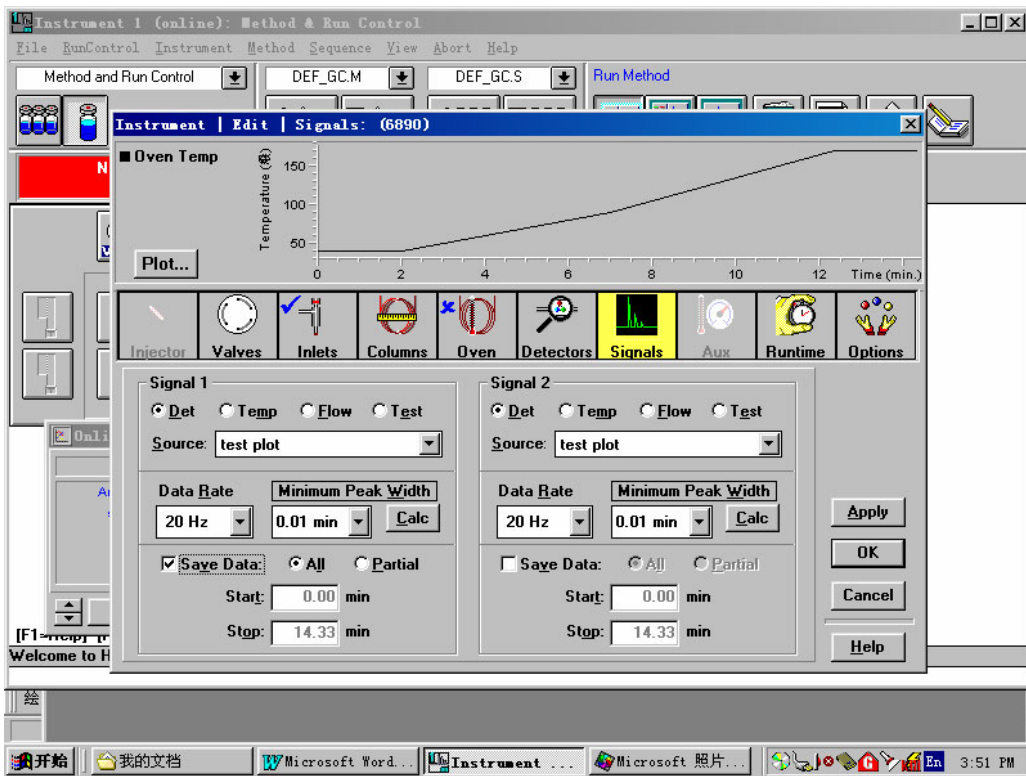 Instrument 1 (online): Method & Run Control
File RunControl Instrument Method Sequence View Abort Help
Method and Run Control DEF_GC.M DEF_GC.S Run Method
Instrument | Edit | Signals: (6890)
N
Oven Temp
Temperature (
150
100
50
Plot...
0 2 4 6 8 10 12 Time (min.)
Injector Valves Inlets Columns Oven Detectors Signals Aux Runtime Options
Signal 1 Signal 2
Det Temp Flow Test Det Temp Flow Test
Onli
Source: test plot Source: test plot
Data Rate Minimum Peak Width Data Rate Minimum Peak Width
20 Hz 0.01 min Calc 20 Hz 0.01 min Calc
Apply
Save Data: All Partial Save Data: All Partial
OK
Start: 0.00 min Start: 0.00 min
Cancel
Stop: 14.33 min Stop: 14.33 min
Help
Welcome to H
绘
开始 我的文档 Microsoft Word... Instrument ... Microsoft 照片... En 3:51 PM